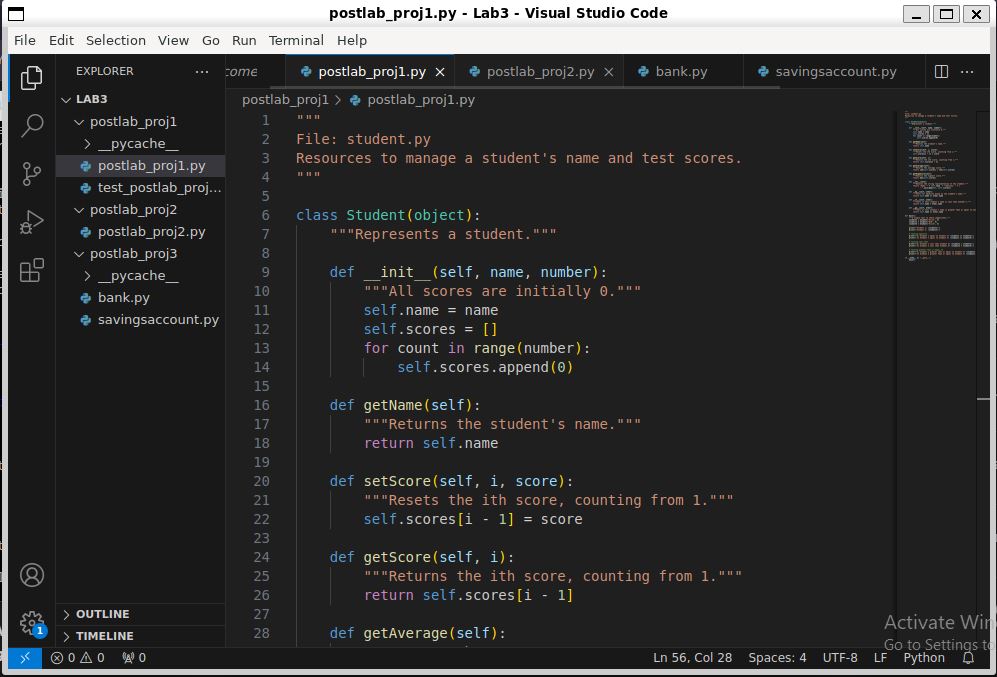 postlab_proj1.py - Lab3 - Visual Studio Code
File Edit Selection View Go Run Terminal Help
EXPLORER
LAB3
postlab_proj1
__pycache__
postlab_proj1.py
test_postlab_proj...
postlab_proj2
postlab_proj2.py
postlab_proj3
__pycache__
bank.py
savingsaccount.py
OUTLINE
TIMELINE
1
come postlab_proj1.py postlab_proj2.py bank.py savingsaccount.py
postlab_proj1 > postlab_proj1.py
1 """
2 File: student.py
3 Resources to manage a student's name and test scores.
4 """
5
6 class Student(object):
7 """Represents a student."""
8
9 def __init__(self, name, number):
10 """All scores are initially 0."""
11 self.name = name
12 self.scores = []
13 for count in range(number):
14 self.scores.append(0)
15
16 def getName(self):
17 """Returns the student's name."""
18 return self.name
19
20 def setScore(self, i, score):
21 """Resets the ith score, counting from 1."""
22 self.scores[i - 1] = score
23
24 def getScore(self, i):
25 """Returns the ith score, counting from 1."""
26 return self.scores[i - 1]
27
28 def getAverage(self):
Activate Win
Go to Settings to
0 0 0 Ln 56, Col 28 Spaces: 4 UTF-8 LF Python